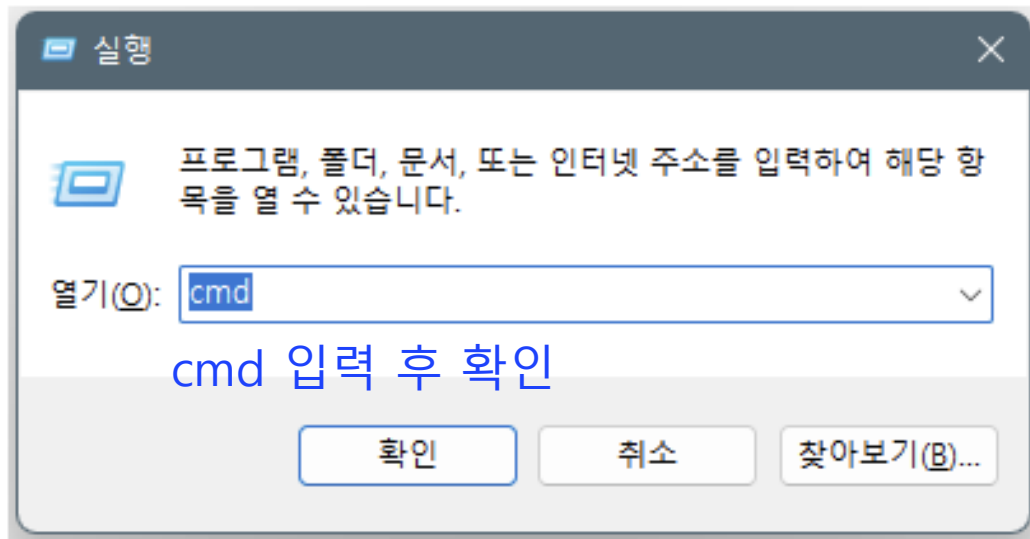 실행
프로그램, 폴더, 문서, 또는 인터넷 주소를 입력하여 해당 항
목을 열 수 있습니다.
열기(O): cmd
cmd 입력 후 확인
확인 취소 찾아보기(B)...